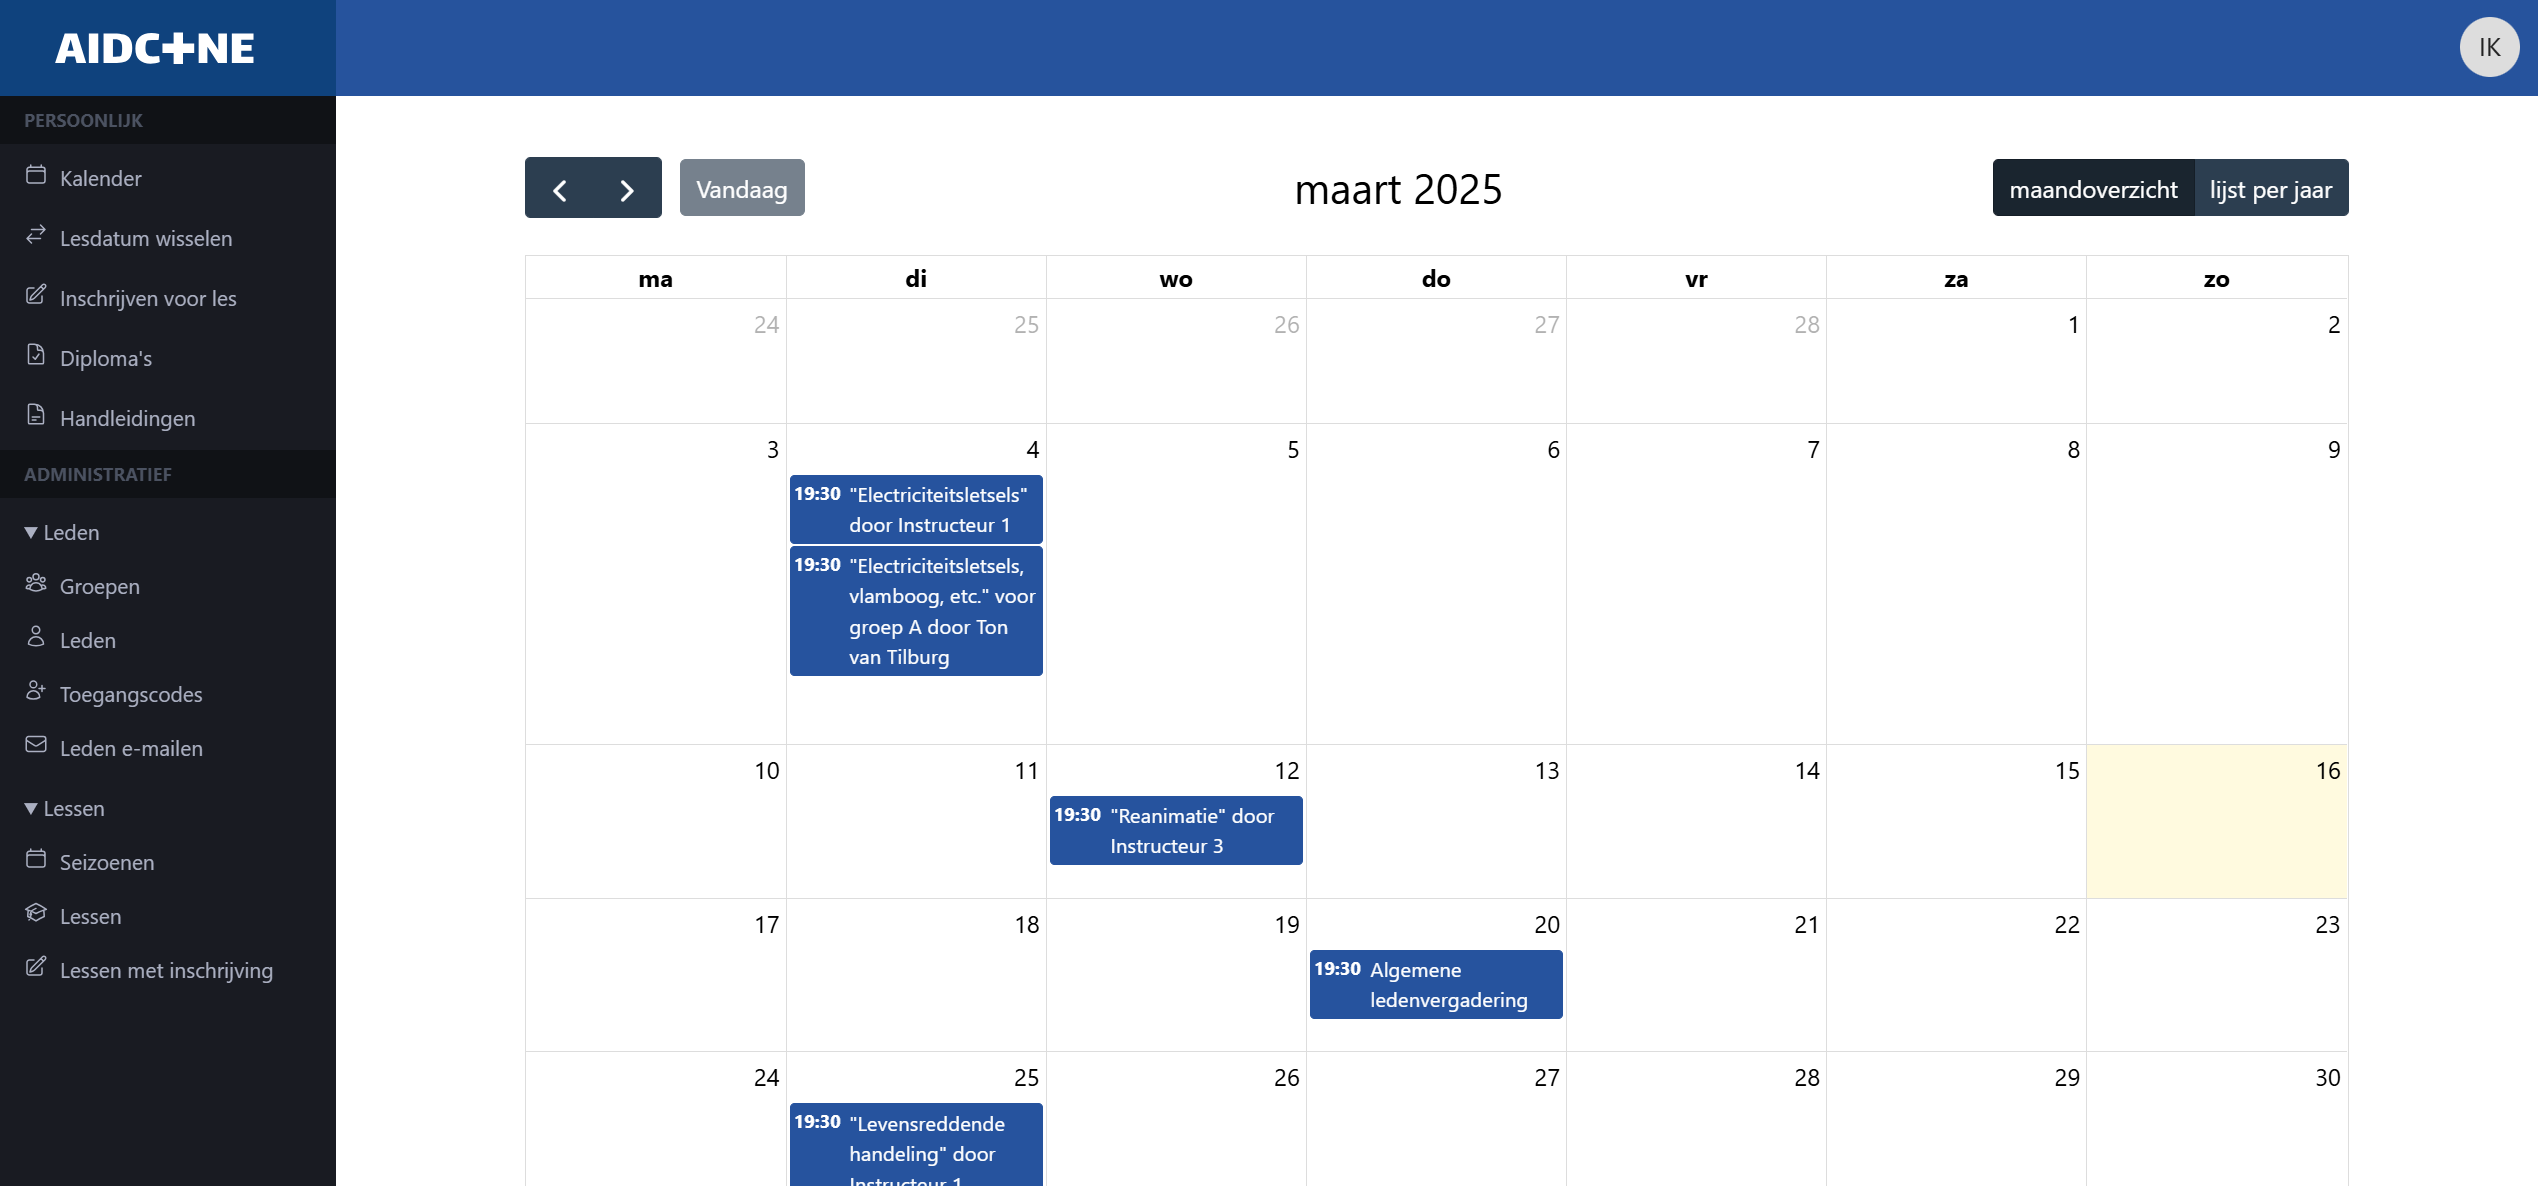 AIDC+NE
IK
PERSOONLIJK
Kalender
Lesdatum wisselen
Inschrijven voor les
Diploma's
Handleidingen
ADMINISTRATIEF
Leden
Groepen
Leden
Toegangscodes
Leden e-mailen
Lessen
Seizoenen
Lessen
Lessen met inschrijving
Vandaag
maart 2025
maandoverzicht
lijst per jaar
ma di wo do vr za zo
24 25 26 27 28 1 2
3 4 5 6 7 8 9
19:30 "Electriciteitsletsels"
door Instructeur 1
19:30 "Electriciteitsletsels,
vlamboog, etc." voor
groep A door Ton
van Tilburg
10 11 12 13 14 15 16
19:30 "Reanimatie" door
Instructeur 3
17 18 19 20 21 22 23
19:30 Algemene
ledenvergadering
24 25 26 27 28 29 30
19:30 "Levensreddende
handeling" door
Instructeur 1